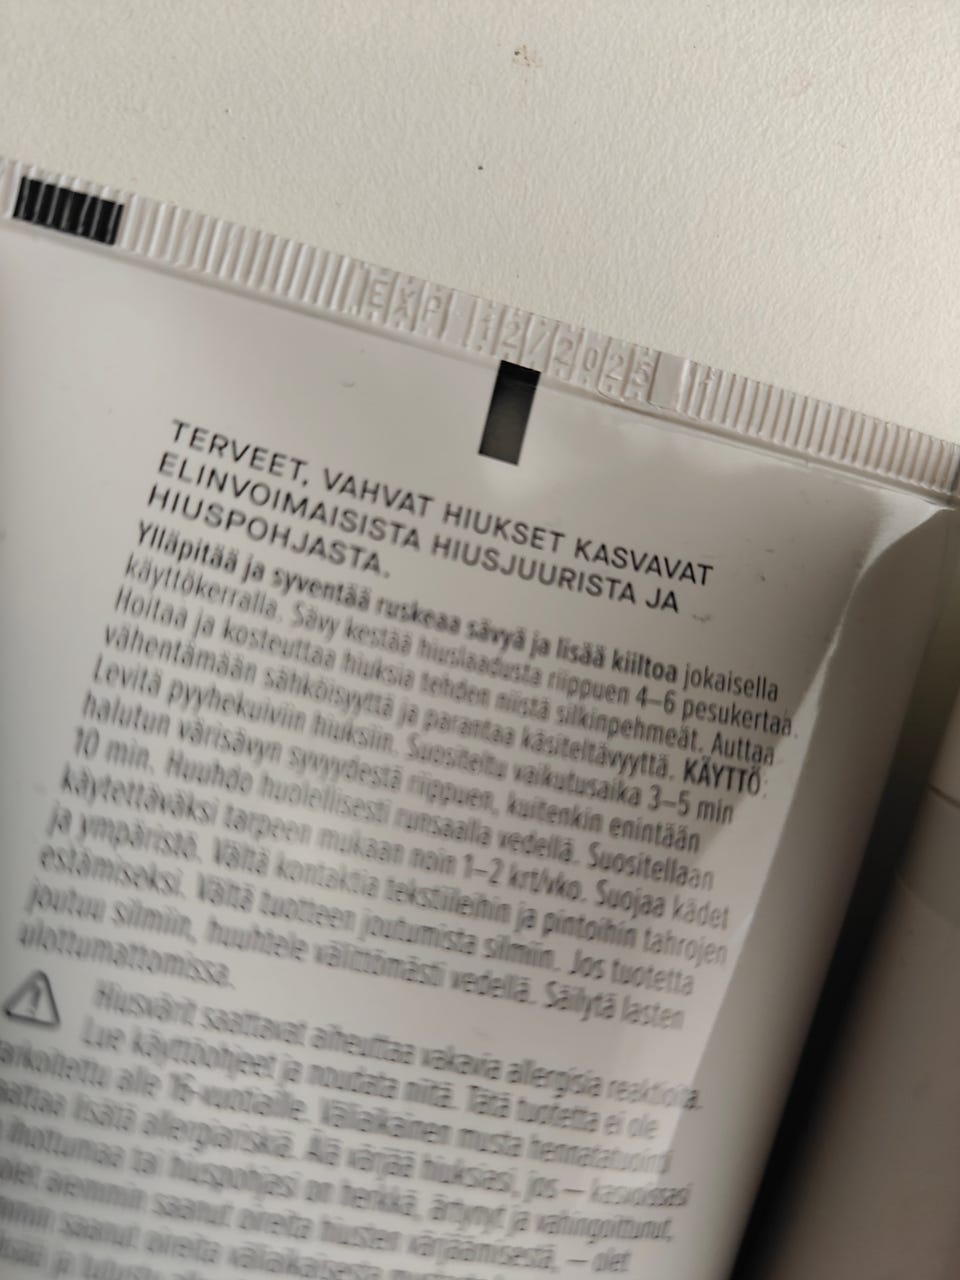 EXP 122025
TERVEET, VAHVAT HIUKSET KASVAVAT
ELINVOIMAISISTA HIUSJUURISTA JA
HIUSPOHJASTA.
Ylläpitää ja syventää ruskeaa sävyä ja lisää kiiltoa jokaisella
käyttökerralla. Sävy kestää hiuslaadusta riippuen 4–6 pesukertaa.
Hoitaa ja kosteuttaa hiuksia tehden niistä silkinpehmeät. Auttaa
vähentämään sähköisyyttä ja parantaa käsiteltävyyttä. KÄYTTÖ:
Levitä pyyhekuiviin hiuksiin. Suositeltu vaikutusaika 3–5 min
halutun värisävyn syvyydestä riippuen, kuitenkin enintään
10 min. Huuhdo huolellisesti runsaalla vedellä. Suositellaan
käytettäväksi tarpeen mukaan noin 1–2 krt/vko. Suojaa kädet
ja ympäristö. Vältä kontaktia tekstiileihin ja pintoihin tahrojen
estämiseksi. Vältä tuotteen joutumista silmiin. Jos tuotetta
joutuu silmiin, huuhtele välittömästi vedellä. Säilytä lasten
ulottumattomissa.
Hiusvärit saattavat aiheuttaa vakavia allergisia reaktioita.
Lue käyttöohjeet ja noudata niitä. Tätä tuotetta ei ole
tarkoitettu alle 16-vuotiaille. Väliaikainen musta hennatatuointi
lisätä allergiariskiä. Älä värjää hiuksiasi, jos – kasvoissasi
ihottumaa tai hiuspohjasi on herkkä, ärtynyt ja vahingoittunut,
aiemmin saanut oireita hiusten värjäämisestä, – olet
saanut oireita väliaikaisesta